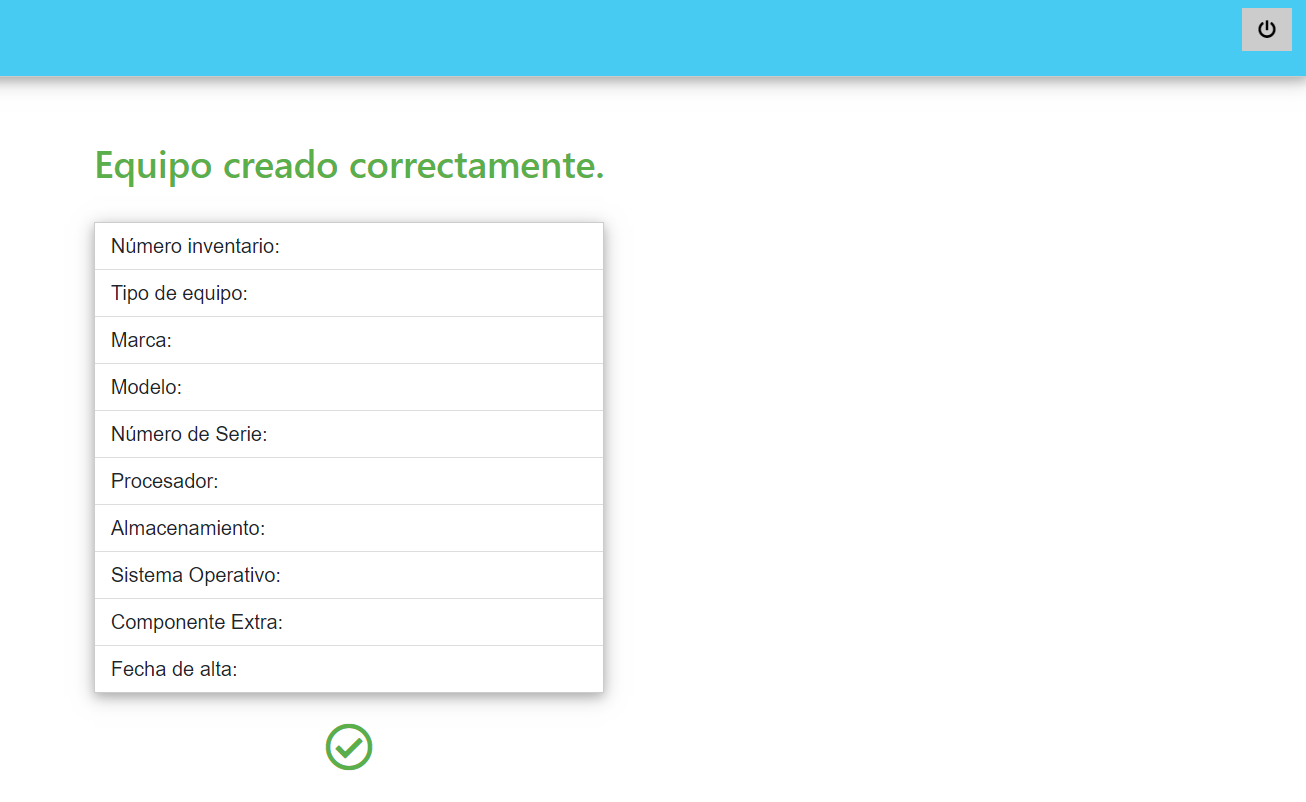 Equipo creado correctamente.
Número inventario:
Tipo de equipo:
Marca:
Modelo:
Número de Serie:
Procesador:
Almacenamiento:
Sistema Operativo:
Componente Extra:
Fecha de alta: